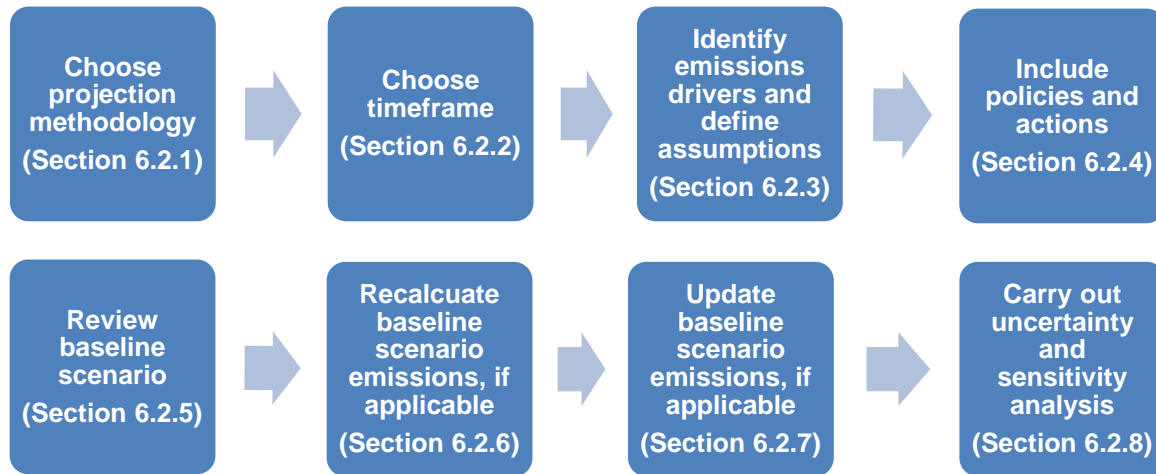 Choose
projection
methodology
(Section 6.2.1)
Choose
timeframe
(Section 6.2.2)
Identify
emissions
drivers and
define
assumptions
(Section 6.2.3)
Include
policies and
actions
(Section 6.2.4)
Review
baseline
scenario
(Section 6.2.5)
Recalcuate
baseline
scenario
emissions, if
applicable
(Section 6.2.6)
Update
baseline
scenario
emissions, if
applicable
(Section 6.2.7)
Carry out
uncertainty
and
sensitivity
analysis
(Section 6.2.8)